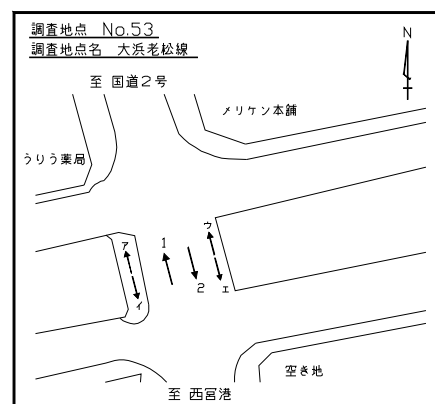 調査地点 No.53
調査地点名 大浜老松線
N
至 国道2号
メリケン本舗
うりう薬局
ア
1
ウ
イ
2
エ
空き地
至 西宮港